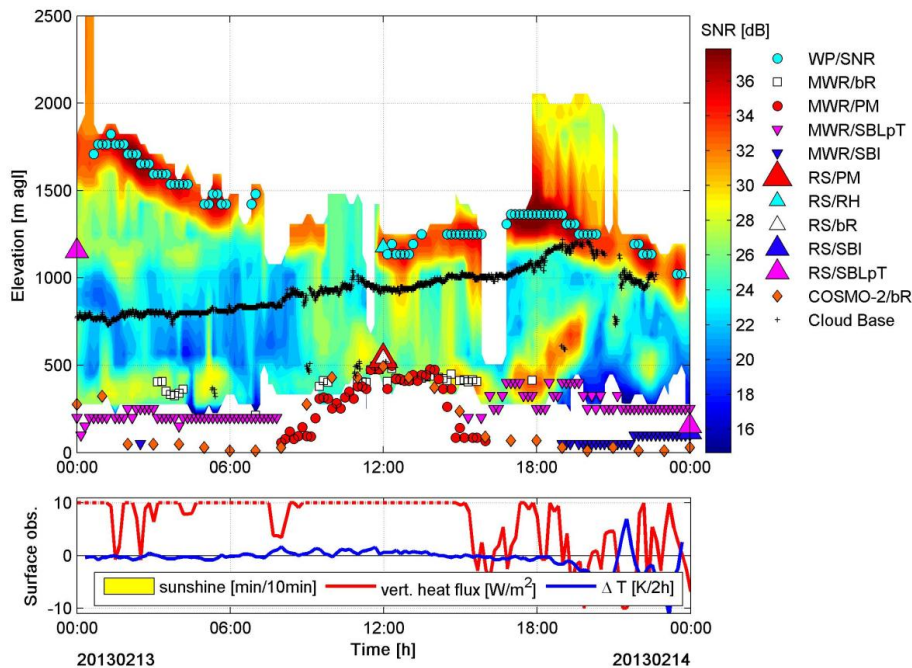 SNR [dB]
2500
2000
1500
1000
500
0
Elevation [m agl]
00:00
06:00
12:00
18:00
00:00
36
34
32
30
28
26
24
22
20
18
16
WP/SNR
MWR/bR
MWR/PM
MWR/SBLpT
MWR/SBI
RS/PM
RS/RH
RS/bR
RS/SBI
RS/SBLpT
COSMO-2/bR
Cloud Base
10
0
-10
Surface obs.
sunshine [min/10min]
vert. heat flux [W/m²]
Δ T [K/2h]
00:00
06:00
12:00
18:00
00:00
Time [h]
20130213
20130214